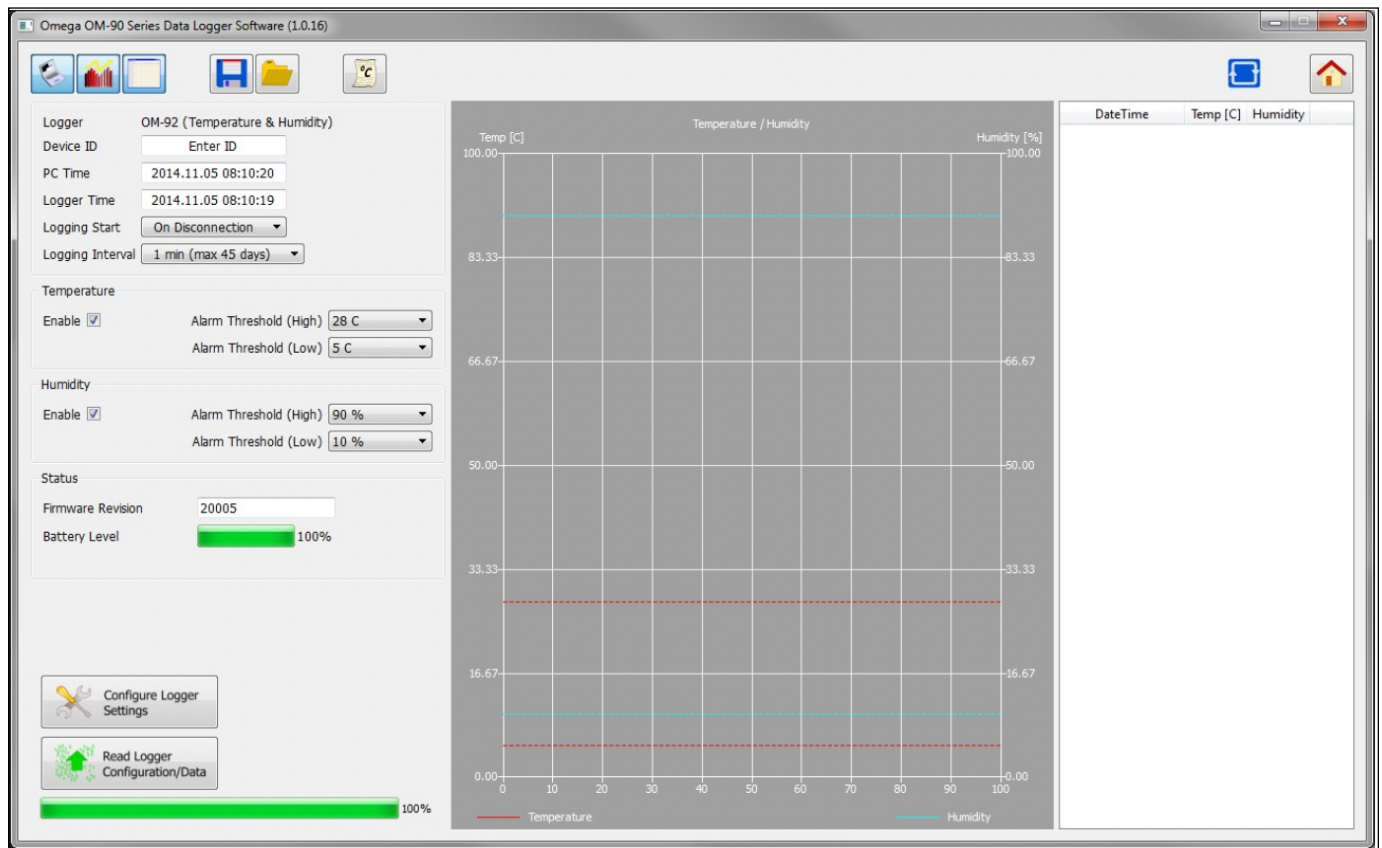 Omega OM-90 Series Data Logger Software (1.0.16)
°C
Logger OM-92 (Temperature & Humidity)
Device ID Enter ID
PC Time 2014.11.05 08:10:20
Logger Time 2014.11.05 08:10:19
Logging Start On Disconnection
Logging Interval 1 min (max 45 days)
Temperature
Enable Alarm Threshold (High) 28 C
Alarm Threshold (Low) 5 C
Humidity
Enable Alarm Threshold (High) 90 %
Alarm Threshold (Low) 10 %
Status
Firmware Revision 20005
Battery Level 100%
Configure Logger
Settings
Read Logger
Configuration/Data
100%
Temperature / Humidity
Temp [C] Humidity [%]
100.00 100.00
83.33 83.33
66.67 66.67
50.00 50.00
33.33 33.33
16.67 16.67
0.00 0.00
0 10 20 30 40 50 60 70 80 90 100
Temperature Humidity
DateTime Temp [C] Humidity